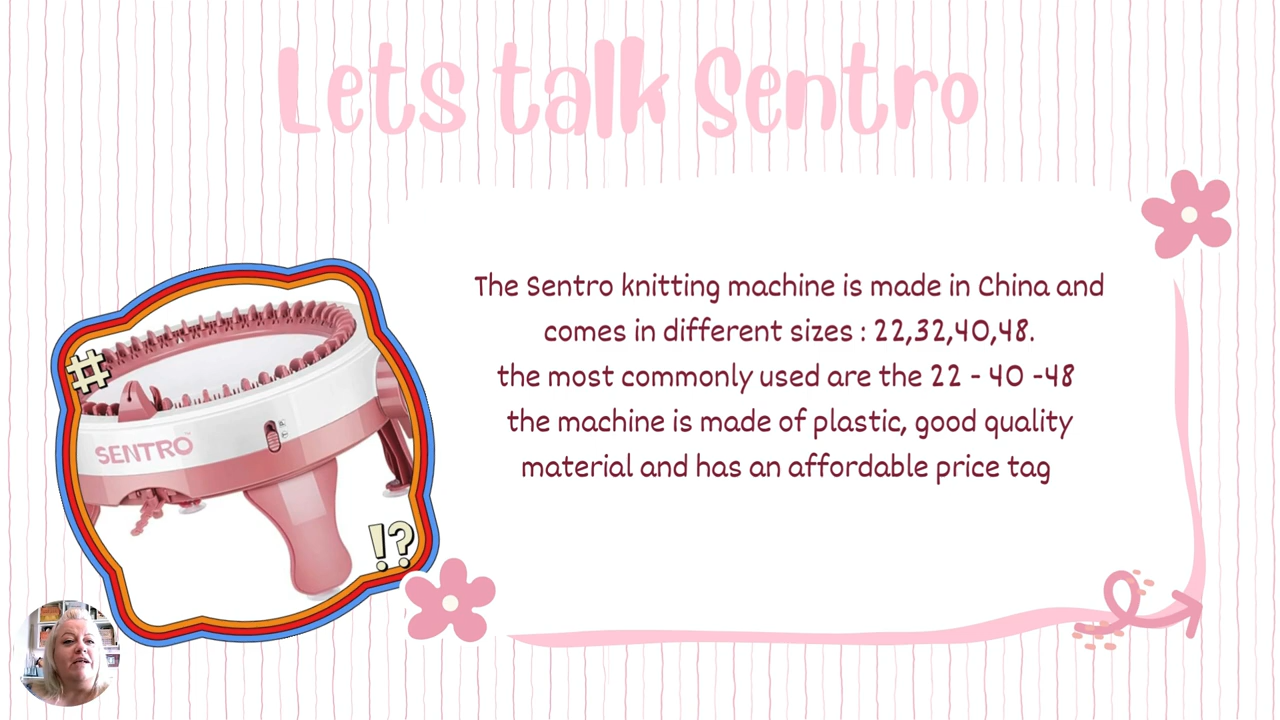 Lets talk Sentro
The Sentro knitting machine is made in China and
comes in different sizes : 22,32,40,48.
the most commonly used are the 22 - 40 -48
the machine is made of plastic, good quality
material and has an affordable price tag
#
SENTRO
!?